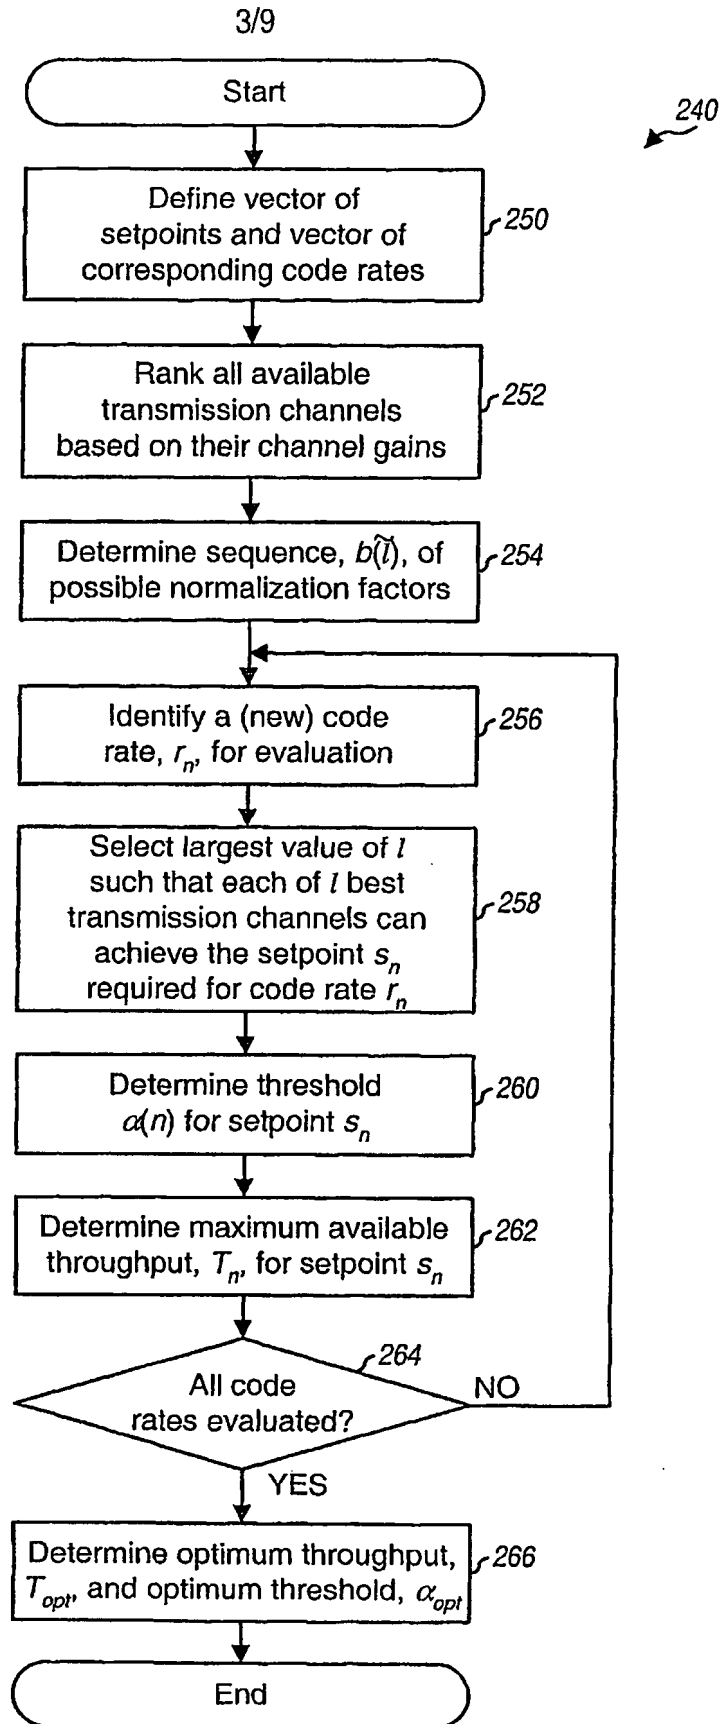 3/9
Start
240
Define vector of
setpoints and vector of
corresponding code rates
250
Rank all available
transmission channels
based on their channel gains
252
Determine sequence, b(l̃), of
possible normalization factors
254
Identify a (new) code
rate, rₙ, for evaluation
256
Select largest value of l
such that each of l best
transmission channels can
achieve the setpoint sₙ
required for code rate rₙ
258
Determine threshold
α(n) for setpoint sₙ
260
Determine maximum available
throughput, Tₙ, for setpoint sₙ
262
264
All code
rates evaluated?
NO
YES
Determine optimum throughput,
T_opt, and optimum threshold, α_opt
266
End